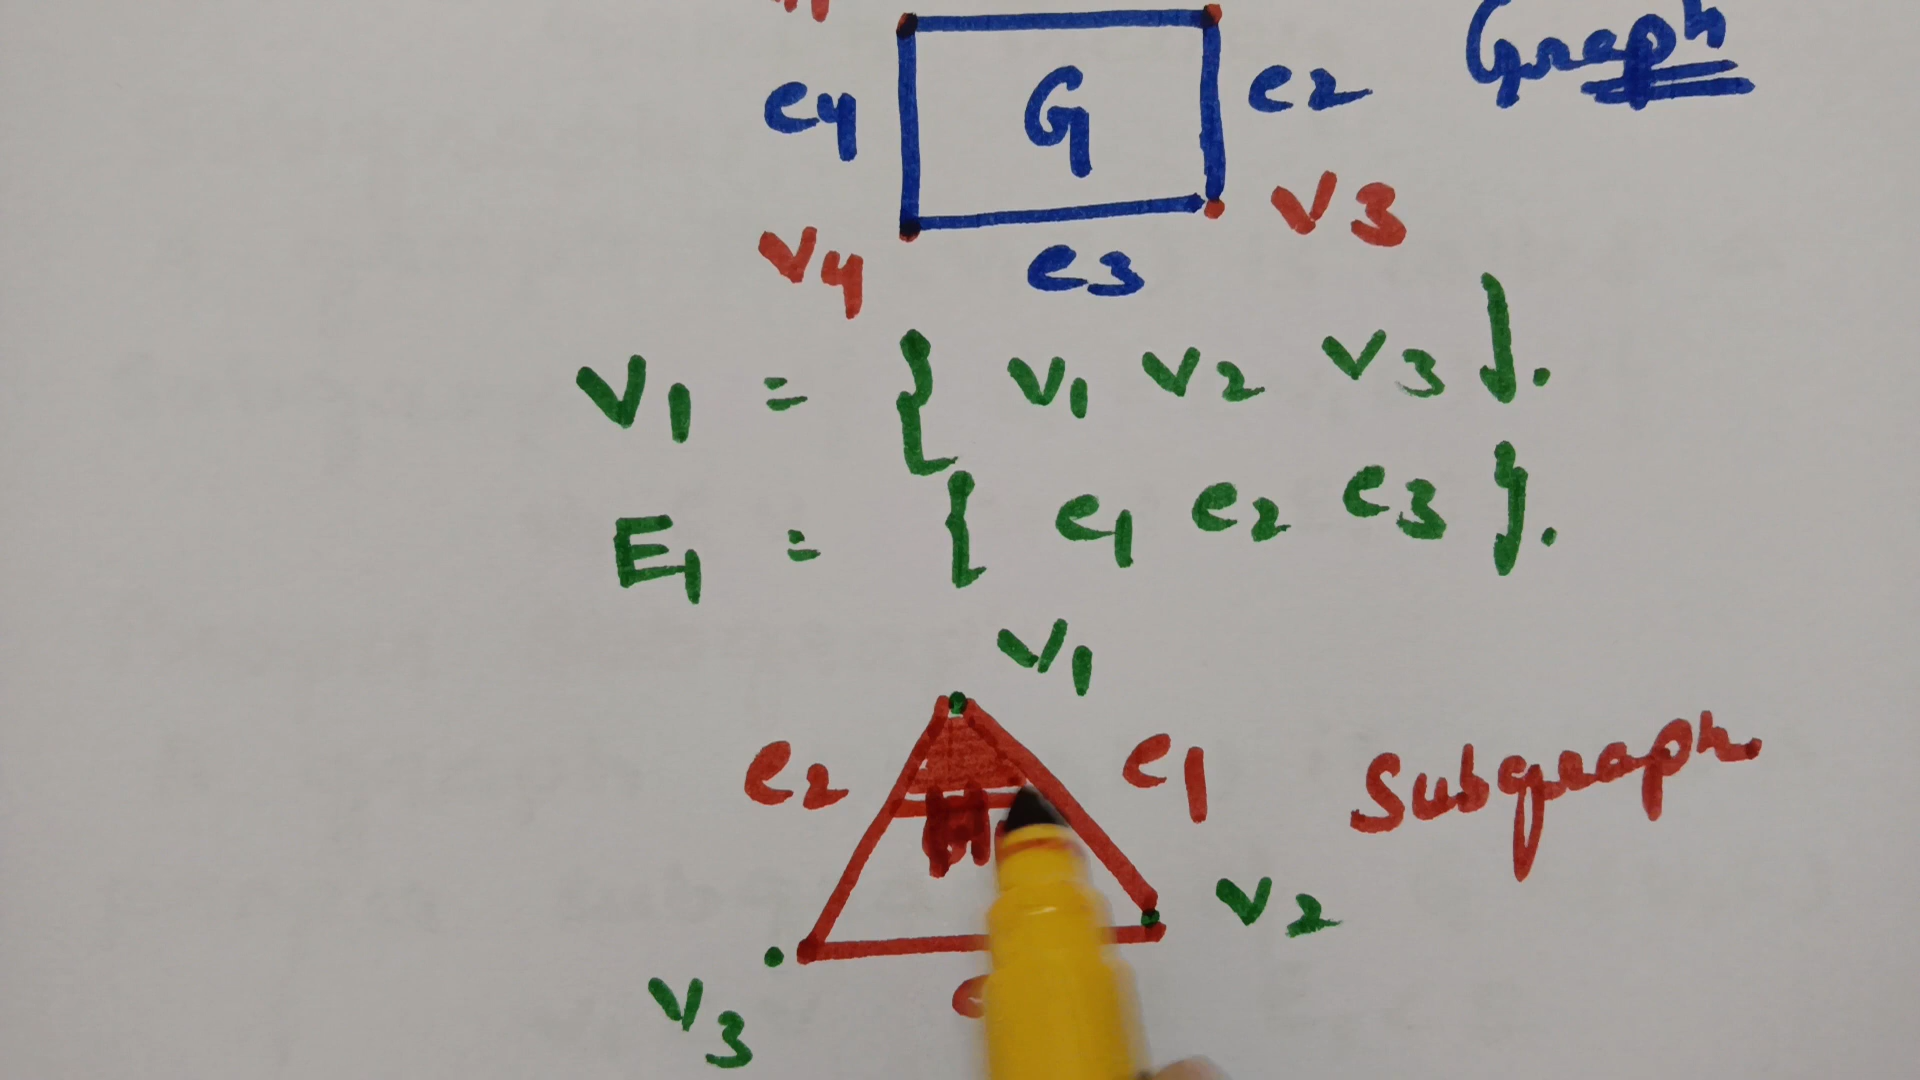 Graph
e4 G e2
v3
v4
e3
V1 = { v1 v2 v3 }.
E1 = { e1 e2 e3 }.
v1
e2 e1 Subgraph
v2
v3